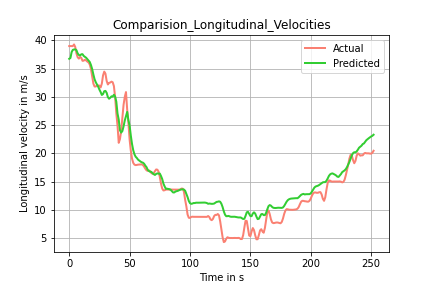 Comparision_Longitudinal_Velocities
Longitudinal velocity in m/s
40
35
30
25
20
15
10
5
Actual
Predicted
0
50
100
150
200
250
Time in s